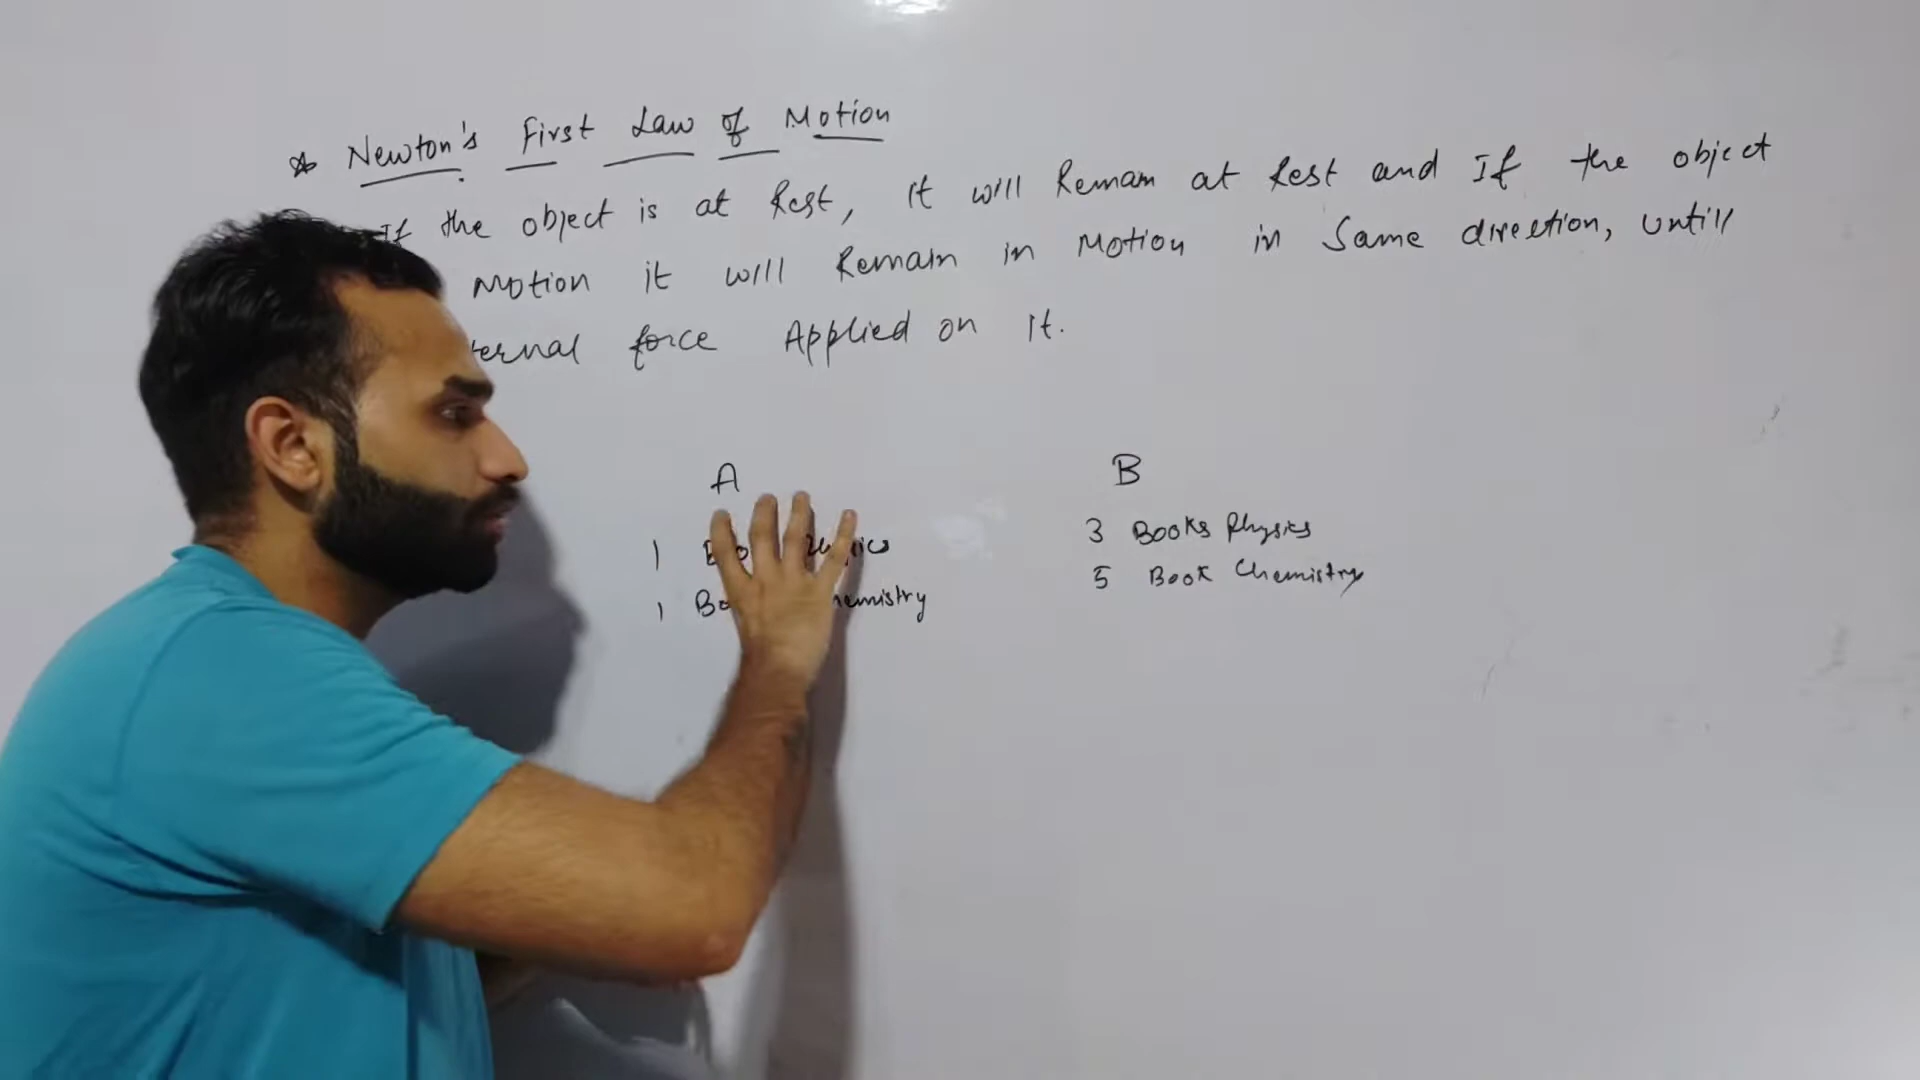 Newton's First Law of Motion
If the object is at Rest, It will Remain at Rest and If the object
Motion it will Remain in Motion in Same direction, untill
ternal force Applied on it.
A B
1 3 Books Physics
1 5 Book Chemistry